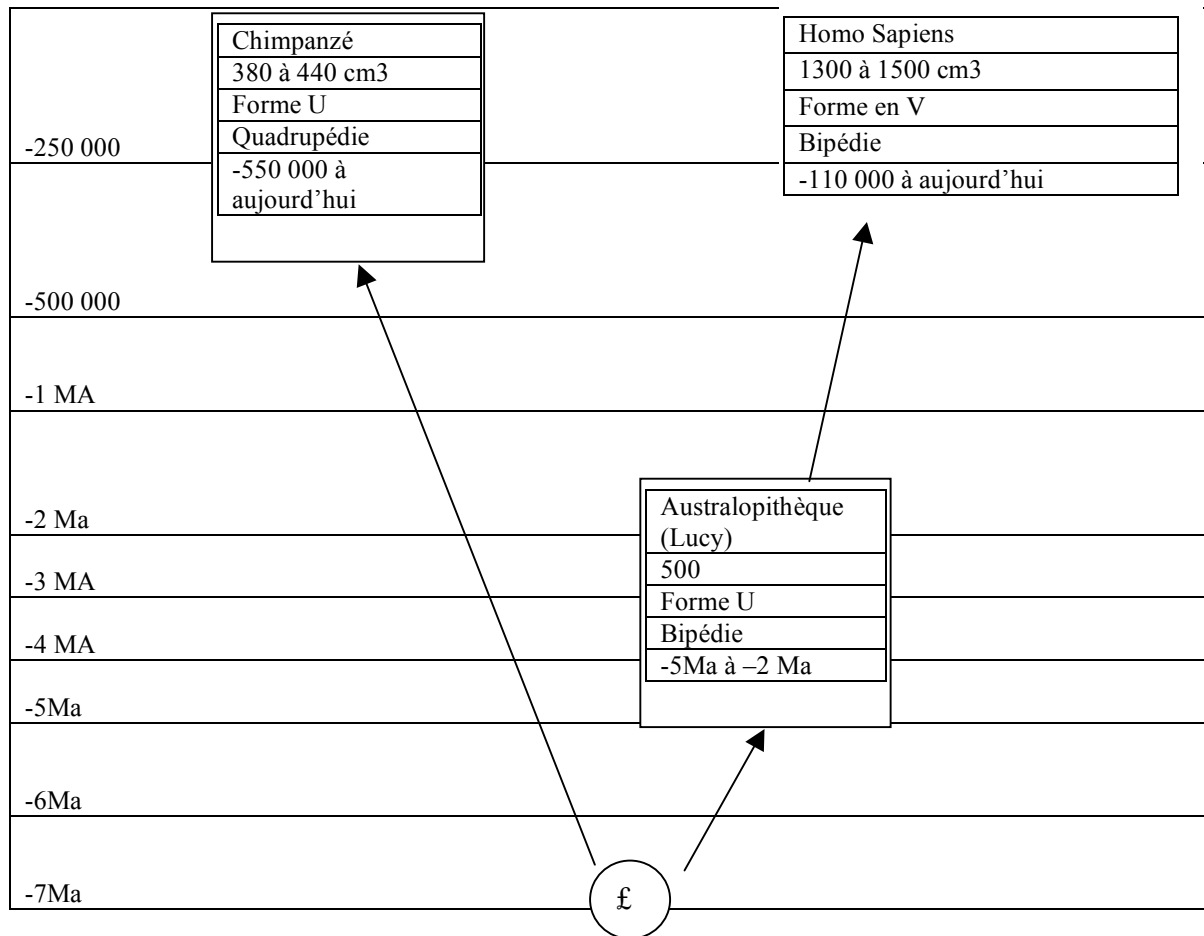 Chimpanzé
380 à 440 cm3
Forme U
Quadrupédie
-550 000 à
aujourd’hui
Homo Sapiens
1300 à 1500 cm3
Forme en V
Bipédie
-110 000 à aujourd’hui
-250 000
-500 000
-1 MA
-2 Ma
-3 MA
-4 MA
-5Ma
-6Ma
-7Ma
Australopithèque
(Lucy)
500
Forme U
Bipédie
-5Ma à –2 Ma
£